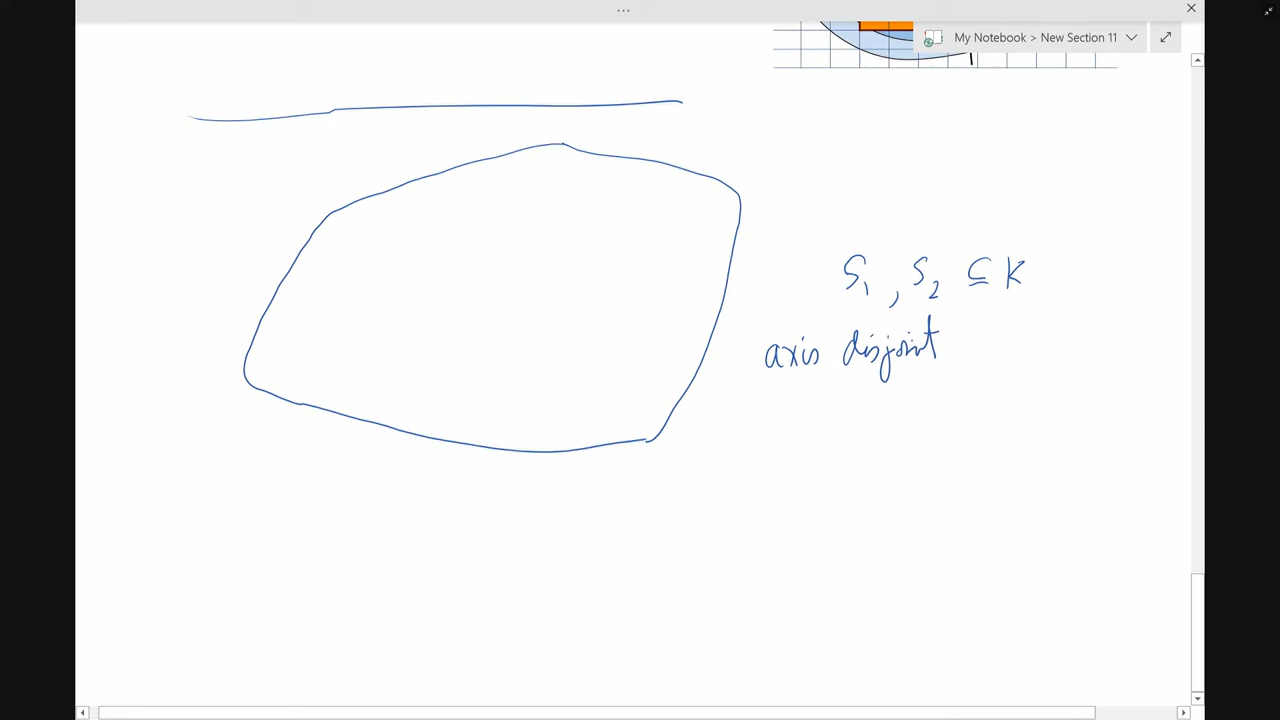 My Notebook > New Section 11
S₁, S₂ ⊆ K
axis disjoint